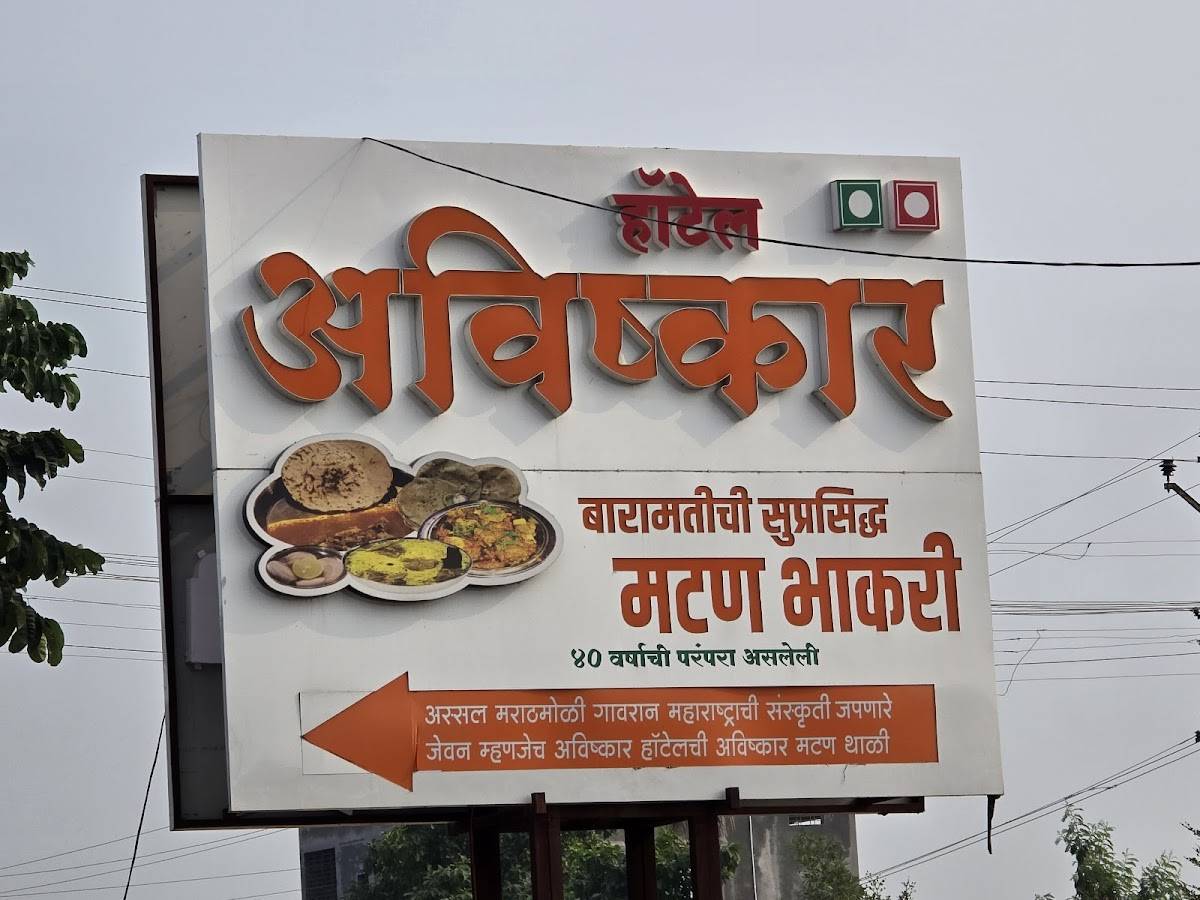 हॉटेल
अविष्कार
बारामतीची सुप्रसिद्ध
मटण भाकरी
४० वर्षाची परंपरा असलेली
अस्सल मराठमोळी गावरान महाराष्ट्राची संस्कृती जपणारे
जेवन म्हणजेच अविष्कार हॉटेलची अविष्कार मटण थाळी